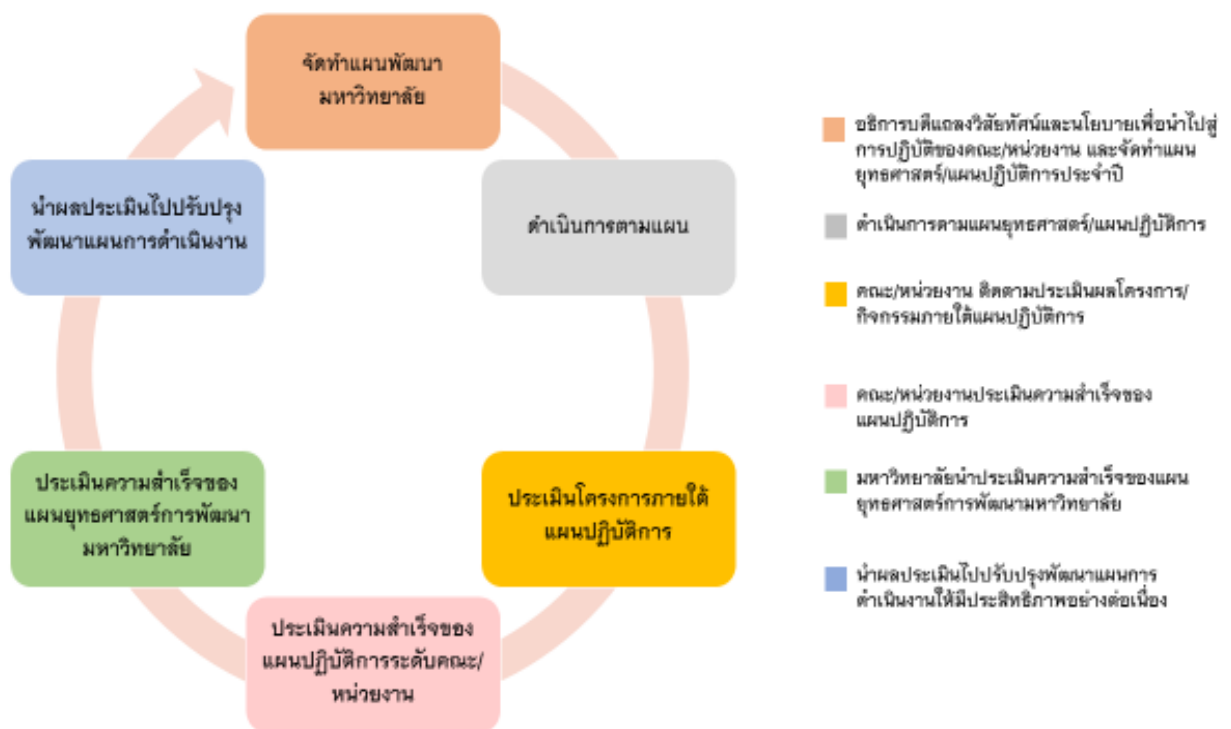 จัดทำแผนพัฒนา
มหาวิทยาลัย
ดำเนินการตามแผน
ประเมินโครงการภายใต้
แผนปฏิบัติการ
ประเมินความสำเร็จของ
แผนปฏิบัติการระดับคณะ/
หน่วยงาน
ประเมินความสำเร็จของ
แผนยุทธศาสตร์การพัฒนา
มหาวิทยาลัย
นำผลประเมินไปปรับปรุง
พัฒนาแผนการดำเนินงาน
อธิการบดีแถลงวิสัยทัศน์และนโยบายเพื่อนำไปสู่
การปฏิบัติของคณะ/หน่วยงาน และจัดทำแผน
ยุทธศาสตร์/แผนปฏิบัติการประจำปี
ดำเนินการตามแผนยุทธศาสตร์/แผนปฏิบัติการ
คณะ/หน่วยงาน ติดตามประเมินผลโครงการ/
กิจกรรมภายใต้แผนปฏิบัติการ
คณะ/หน่วยงานประเมินความสำเร็จของ
แผนปฏิบัติการ
มหาวิทยาลัยนำประเมินความสำเร็จของแผน
ยุทธศาสตร์การพัฒนามหาวิทยาลัย
นำผลประเมินไปปรับปรุงพัฒนาแผนการ
ดำเนินงานให้มีประสิทธิภาพอย่างต่อเนื่อง